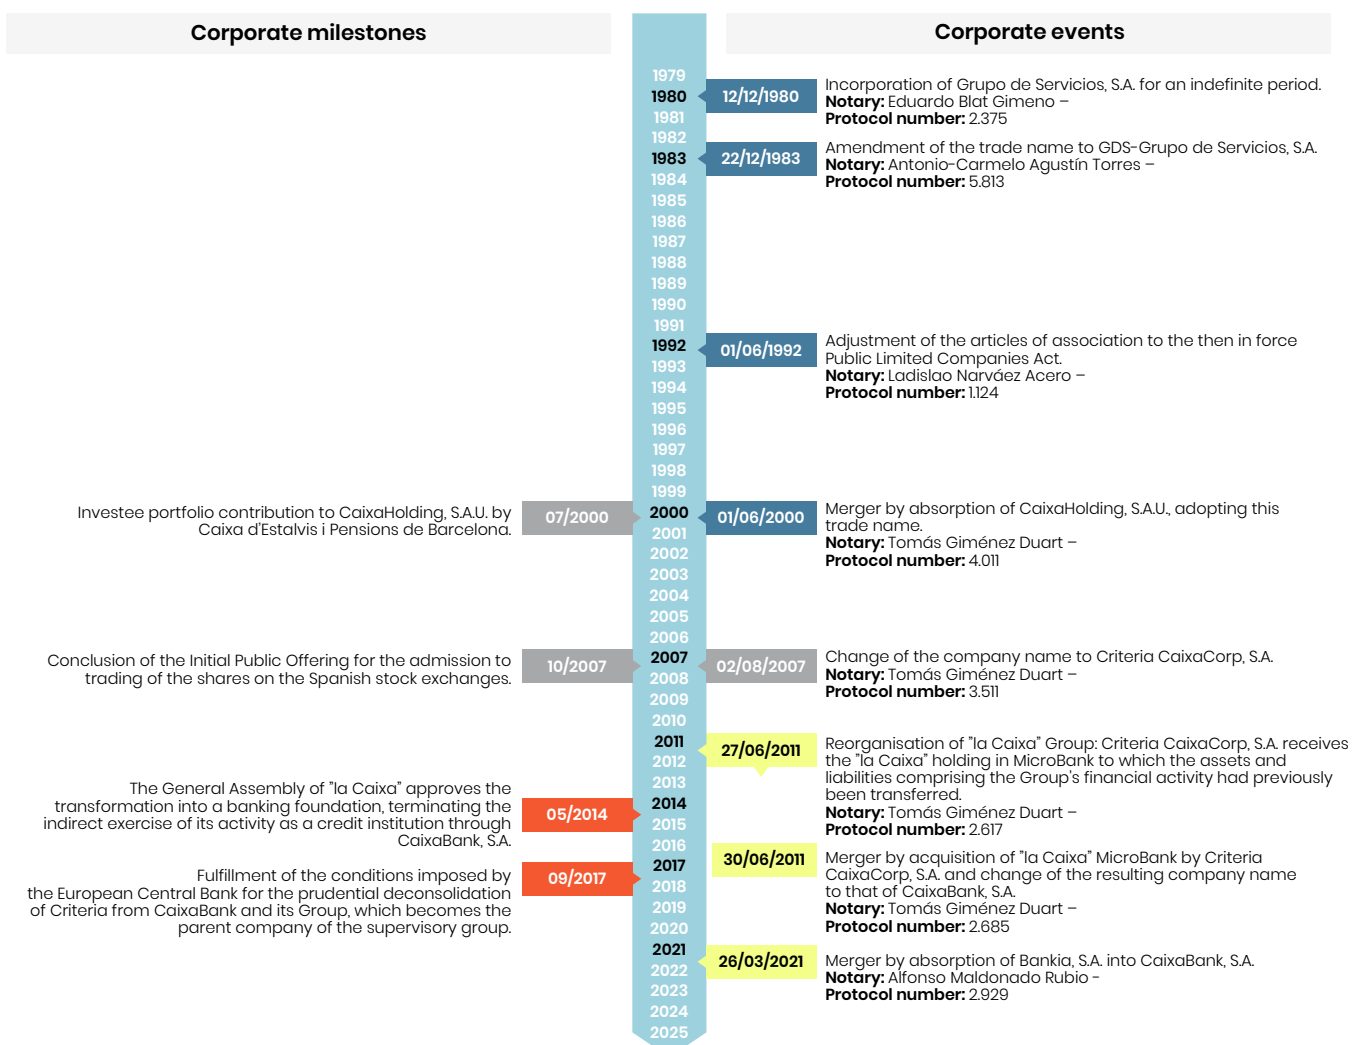 Corporate milestones
Corporate events
1979
1980
1981
1982
1983
1984
1985
1986
1987
1988
1989
1990
1991
1992
1993
1994
1995
1996
1997
1998
1999
2000
2001
2002
2003
2004
2005
2006
2007
2008
2009
2010
2011
2012
2013
2014
2015
2016
2017
2018
2019
2020
2021
2022
2023
2024
2025
Investee portfolio contribution to CaixaHolding, S.A.U. by
Caixa d'Estalvis i Pensions de Barcelona.
07/2000
Conclusion of the Initial Public Offering for the admission to
trading of the shares on the Spanish stock exchanges.
10/2007
The General Assembly of "la Caixa" approves the
transformation into a banking foundation, terminating the
indirect exercise of its activity as a credit institution through
CaixaBank, S.A.
05/2014
Fulfillment of the conditions imposed by
the European Central Bank for the prudential deconsolidation
of Criteria from CaixaBank and its Group, which becomes the
parent company of the supervisory group.
09/2017
12/12/1980
Incorporation of Grupo de Servicios, S.A. for an indefinite period.
Notary: Eduardo Blat Gimeno –
Protocol number: 2.375
22/12/1983
Amendment of the trade name to GDS-Grupo de Servicios, S.A.
Notary: Antonio-Carmelo Agustín Torres –
Protocol number: 5.813
01/06/1992
Adjustment of the articles of association to the then in force
Public Limited Companies Act.
Notary: Ladislao Narváez Acero –
Protocol number: 1.124
01/06/2000
Merger by absorption of CaixaHolding, S.A.U., adopting this
trade name.
Notary: Tomás Giménez Duart –
Protocol number: 4.011
02/08/2007
Change of the company name to Criteria CaixaCorp, S.A.
Notary: Tomás Giménez Duart –
Protocol number: 3.511
27/06/2011
Reorganisation of "la Caixa" Group: Criteria CaixaCorp, S.A. receives
the "la Caixa" holding in MicroBank to which the assets and
liabilities comprising the Group's financial activity had previously
been transferred.
Notary: Tomás Giménez Duart –
Protocol number: 2.617
30/06/2011
Merger by acquisition of "la Caixa" MicroBank by Criteria
CaixaCorp, S.A. and change of the resulting company name
to that of CaixaBank, S.A.
Notary: Tomás Giménez Duart –
Protocol number: 2.685
26/03/2021
Merger by absorption of Bankia, S.A. into CaixaBank, S.A.
Notary: Alfonso Maldonado Rubio -
Protocol number: 2.929